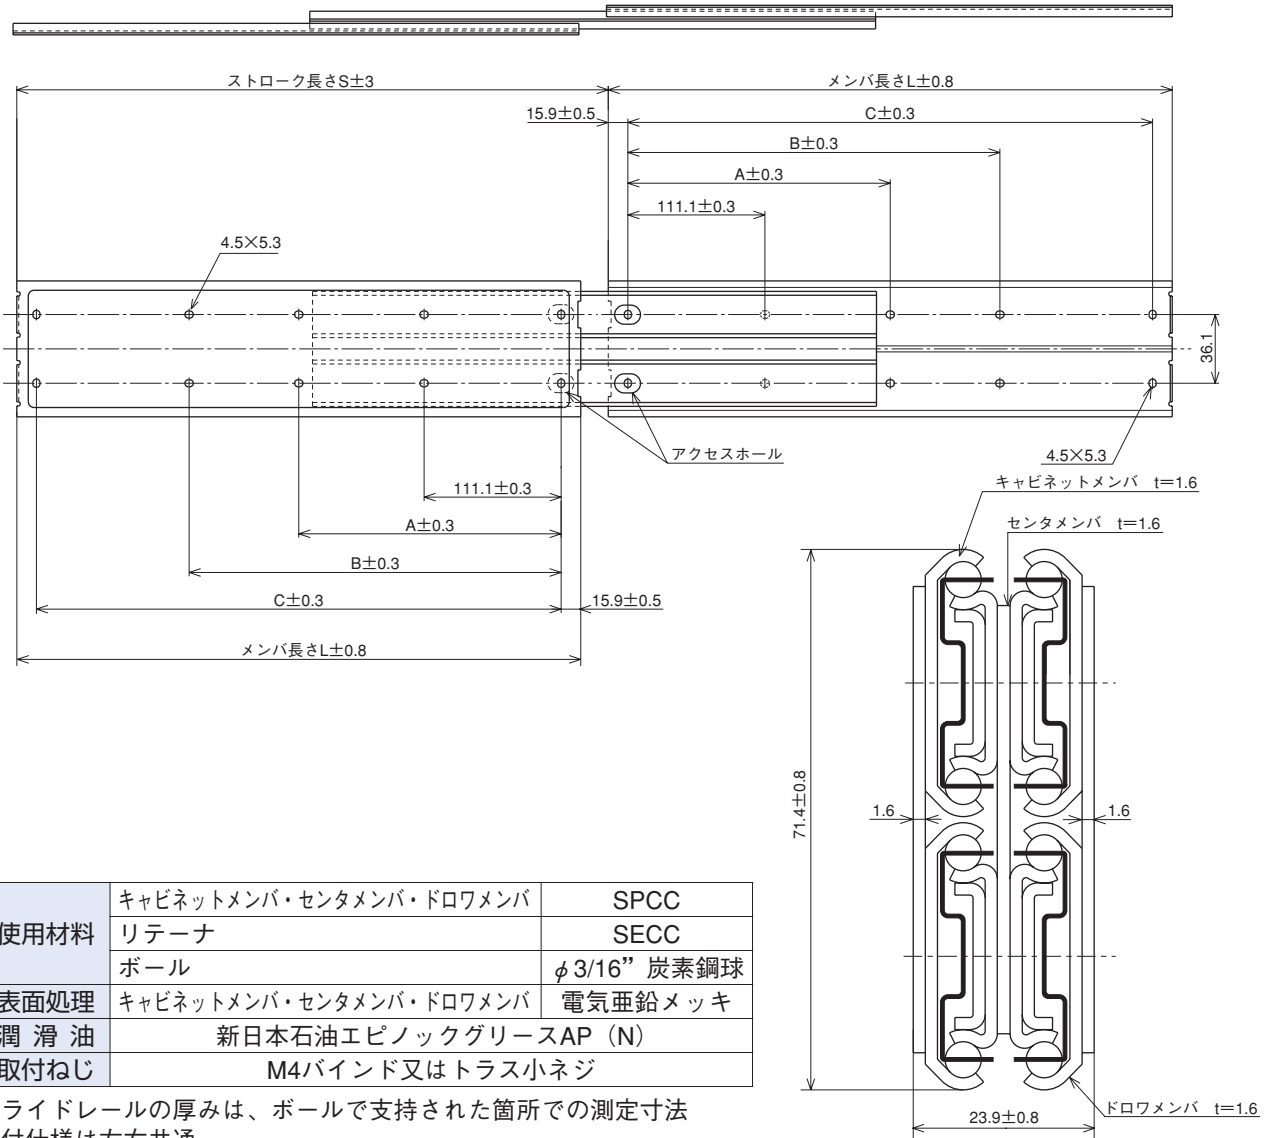 ストローク長さS±3
メンバ長さL±0.8
15.9±0.5
C±0.3
B±0.3
A±0.3
111.1±0.3
4.5×5.3
36.1
アクセスホール
4.5×5.3
キャビネットメンバ t=1.6
センタメンバ t=1.6
111.1±0.3
A±0.3
B±0.3
C±0.3
15.9±0.5
メンバ長さL±0.8
71.4±0.8
1.6
1.6
23.9±0.8
ドロワメンバ t=1.6
使用材料 キャビネットメンバ・センタメンバ・ドロワメンバ SPCC
リテーナ SECC
ボール φ3/16” 炭素鋼球
表面処理 キャビネットメンバ・センタメンバ・ドロワメンバ 電気亜鉛メッキ
潤滑油 新日本石油エピノックグリースAP（N）
取付ねじ M4バインド又はトラス小ネジ
ライドレールの厚みは、ボールで支持された箇所での測定寸法